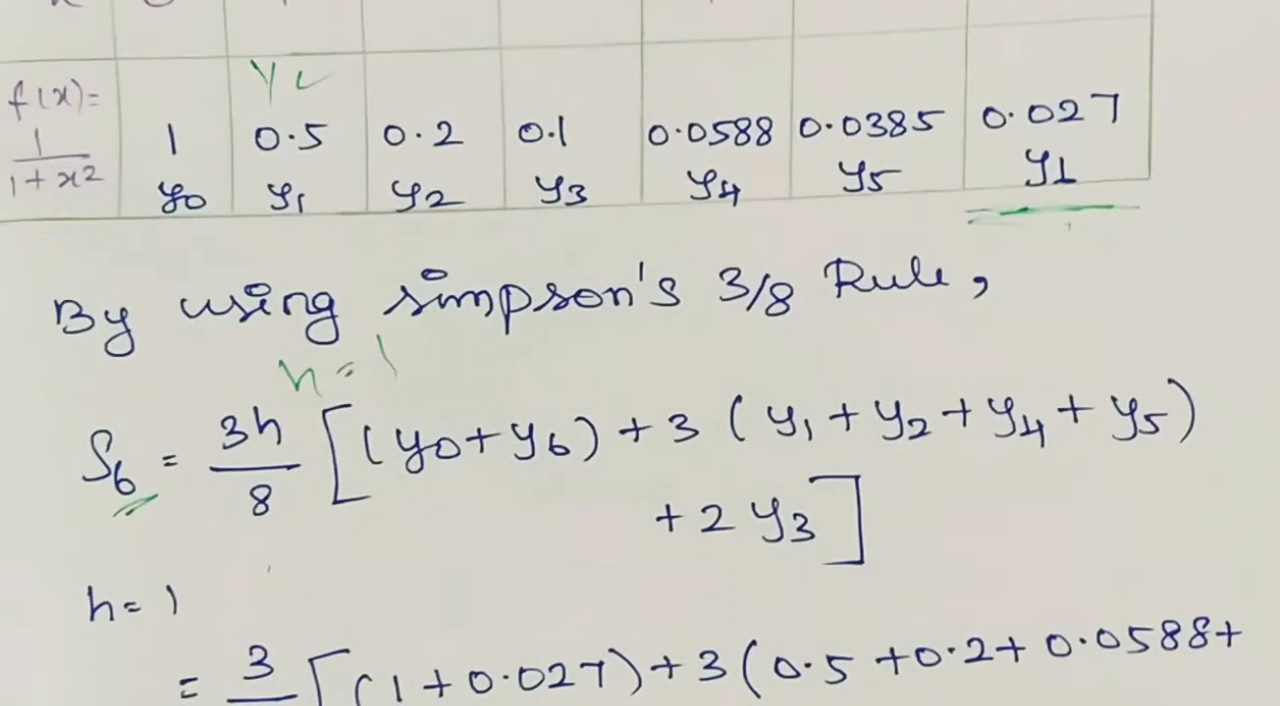 f(x)=
1/(1+x2) 1 0.5 0.2 0.1 0.0588 0.0385 0.027
y0 y1 y2 y3 y4 y5 y6
By using simpson's 3/8 Rule,
h=1
S6 = 3h/8 [(y0+y6)+3(y1+y2+y4+y5)
+2y3]
h=1
= 3 [(1+0.027)+3(0.5+0.2+0.0588+